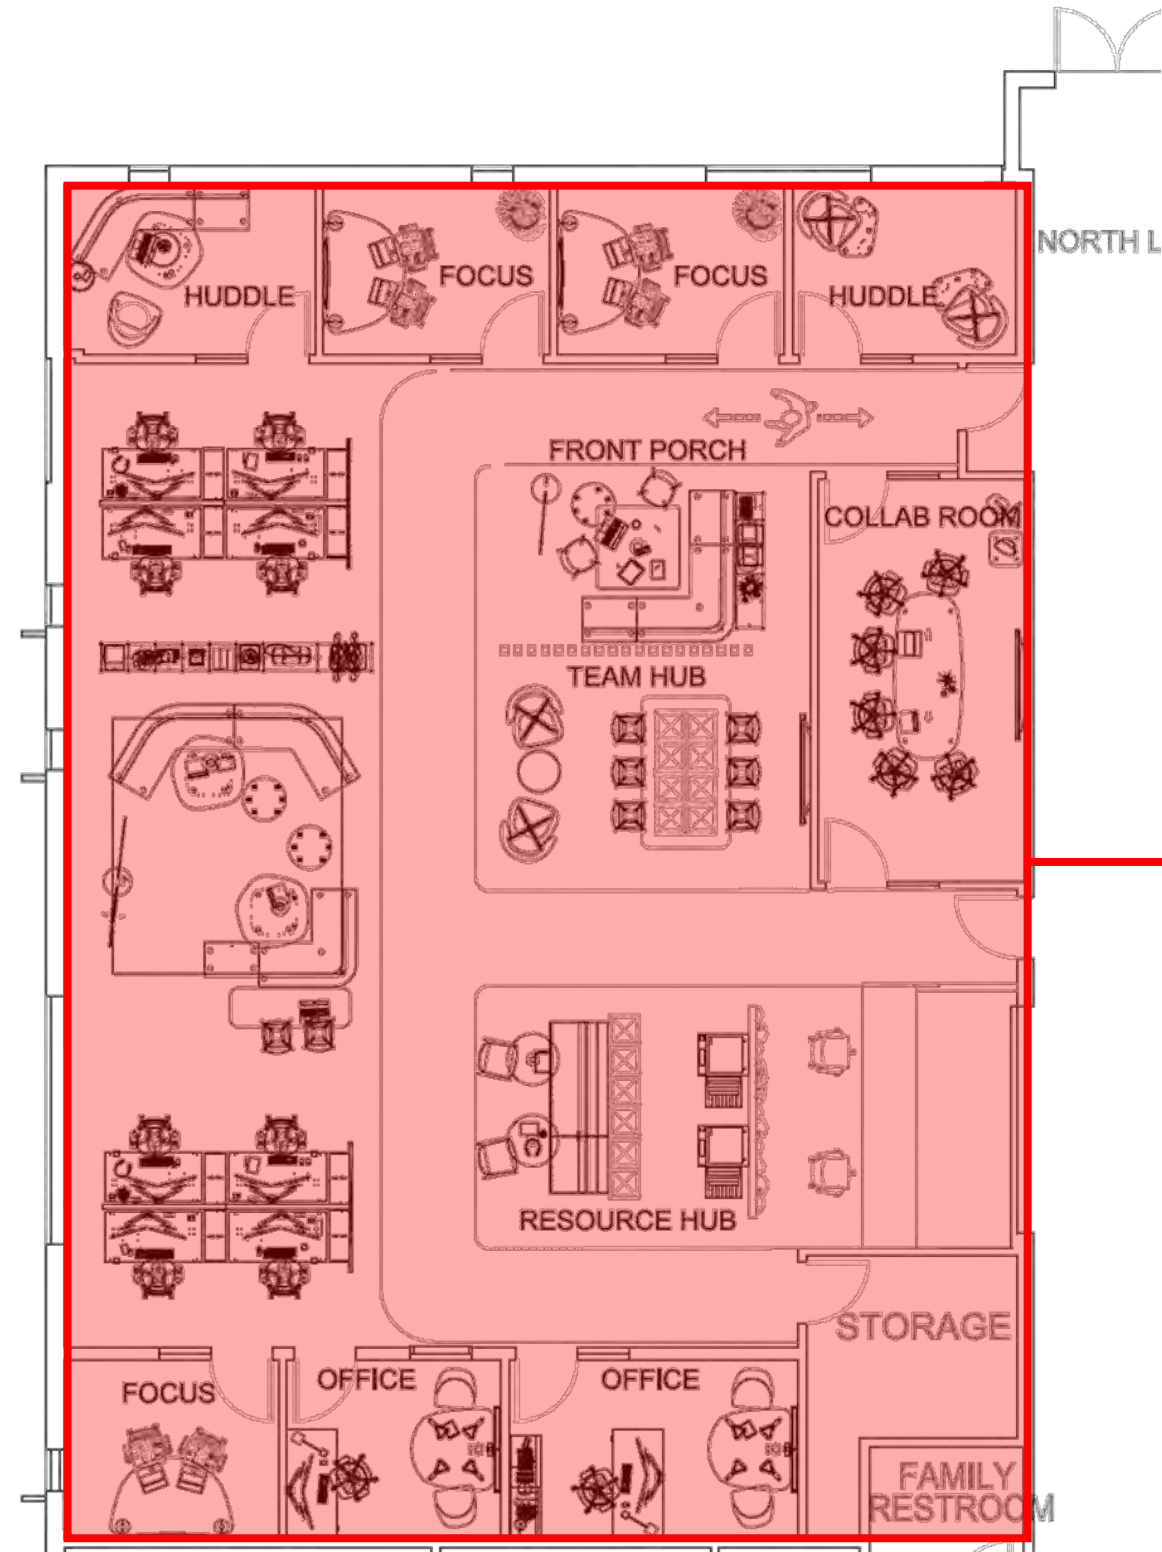 NORTH L
HUDDLE
FOCUS
FOCUS
HUDDLE
FRONT PORCH
COLLAB ROOM
TEAM HUB
RESOURCE HUB
STORAGE
FOCUS
OFFICE
OFFICE
FAMILY
RESTROOM